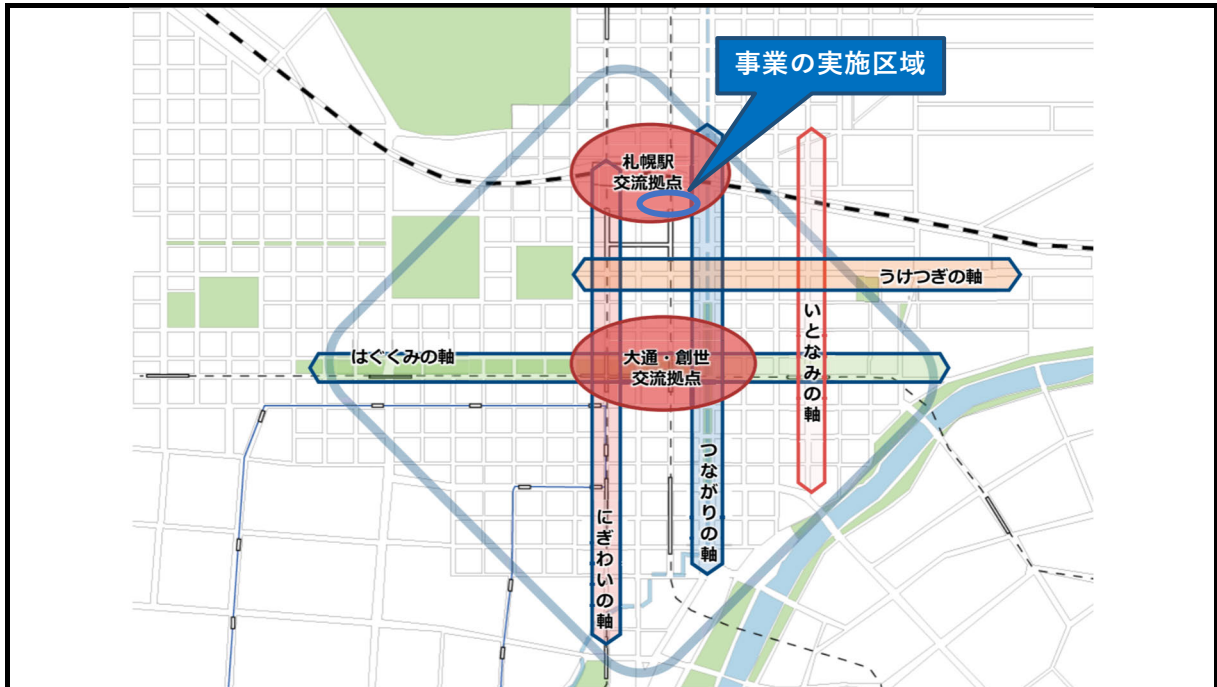 事業の実施区域
札幌駅
交流拠点
うけつぎの軸
はぐくみの軸
大通・創世
交流拠点
いとなみの軸
つながりの軸
にぎわいの軸